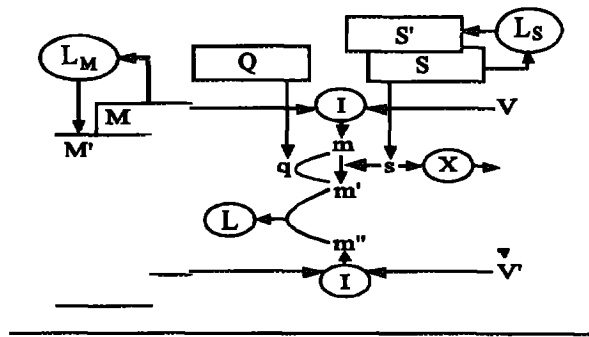 S' L_S
L_M Q S
M I V
M' m
q s X
m'
L
m"
I V'